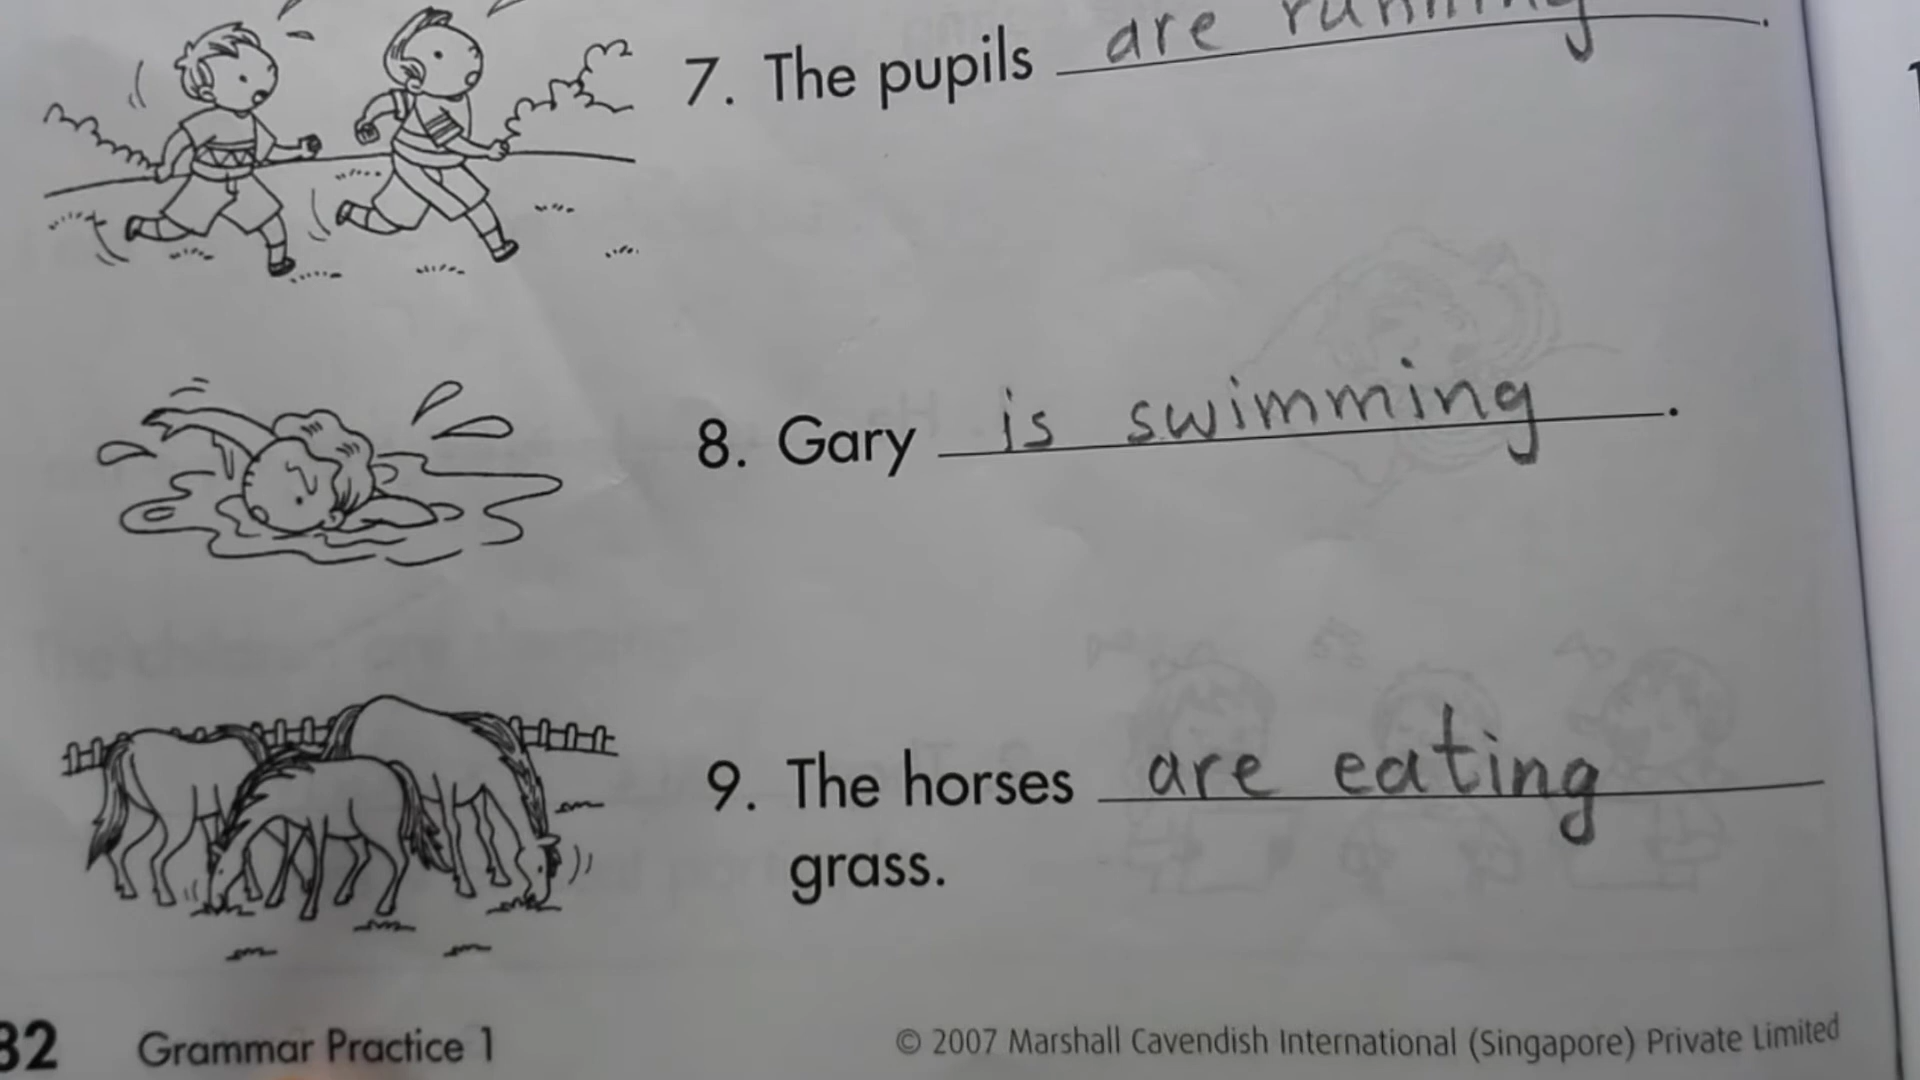 7. The pupils are running.
8. Gary is swimming.
9. The horses are eating
grass.
32 Grammar Practice 1 © 2007 Marshall Cavendish International (Singapore) Private Limited